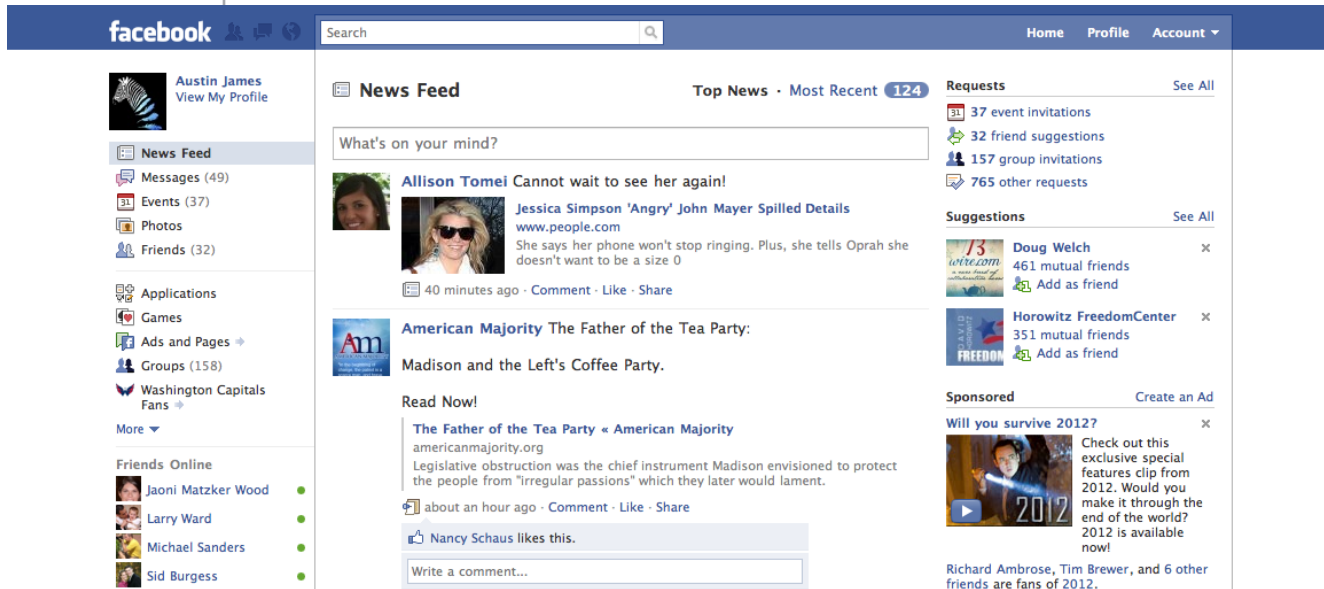 facebook
Search
Home Profile Account
Austin James
View My Profile
News Feed
Messages (49)
31 Events (37)
Photos
Friends (32)
Applications
Games
Ads and Pages
Groups (158)
Washington Capitals
Fans
More
Friends Online
Jaoni Matzker Wood
Larry Ward
Michael Sanders
Sid Burgess
News Feed
Top News · Most Recent 124
What's on your mind?
Allison Tomei Cannot wait to see her again!
Jessica Simpson 'Angry' John Mayer Spilled Details
www.people.com
She says her phone won't stop ringing. Plus, she tells Oprah she
doesn't want to be a size 0
40 minutes ago · Comment · Like · Share
Am
American Majority The Father of the Tea Party:
Madison and the Left's Coffee Party.
Read Now!
The Father of the Tea Party « American Majority
americanmajority.org
Legislative obstruction was the chief instrument Madison envisioned to protect
the people from "irregular passions" which they later would lament.
about an hour ago · Comment · Like · Share
Nancy Schaus likes this.
Write a comment...
Requests See All
31 37 event invitations
32 friend suggestions
157 group invitations
765 other requests
Suggestions See All
73
wire.com
Doug Welch
461 mutual friends
Add as friend
DAVID
HOROWITZ
FREEDOM
Horowitz FreedomCenter
351 mutual friends
Add as friend
Sponsored Create an Ad
Will you survive 2012?
2012
Check out this
exclusive special
features clip from
2012. Would you
make it through the
end of the world?
2012 is available
now!
Richard Ambrose, Tim Brewer, and 6 other
friends are fans of 2012.